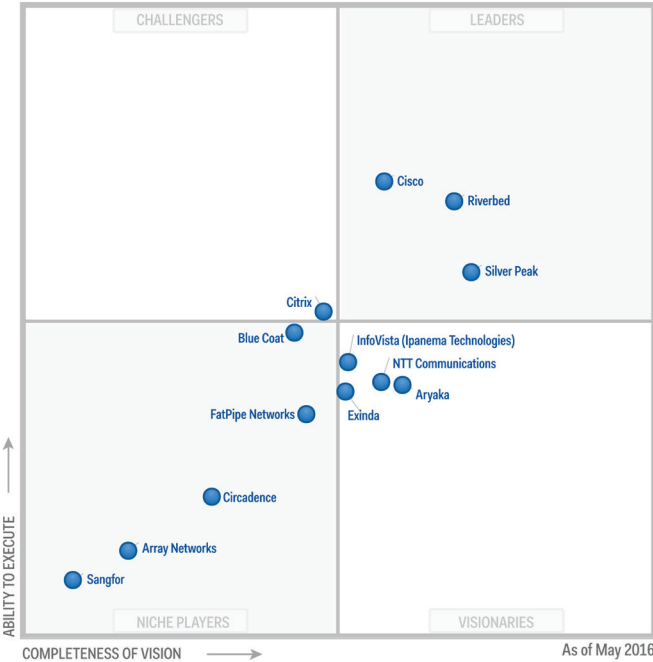 CHALLENGERS
LEADERS
Cisco
Riverbed
Silver Peak
Citrix
Blue Coat
InfoVista (Ipanema Technologies)
NTT Communications
Aryaka
Exinda
FatPipe Networks
Circadence
Array Networks
Sangfor
NICHE PLAYERS
VISIONARIES
ABILITY TO EXECUTE
COMPLETENESS OF VISION
As of May 2016